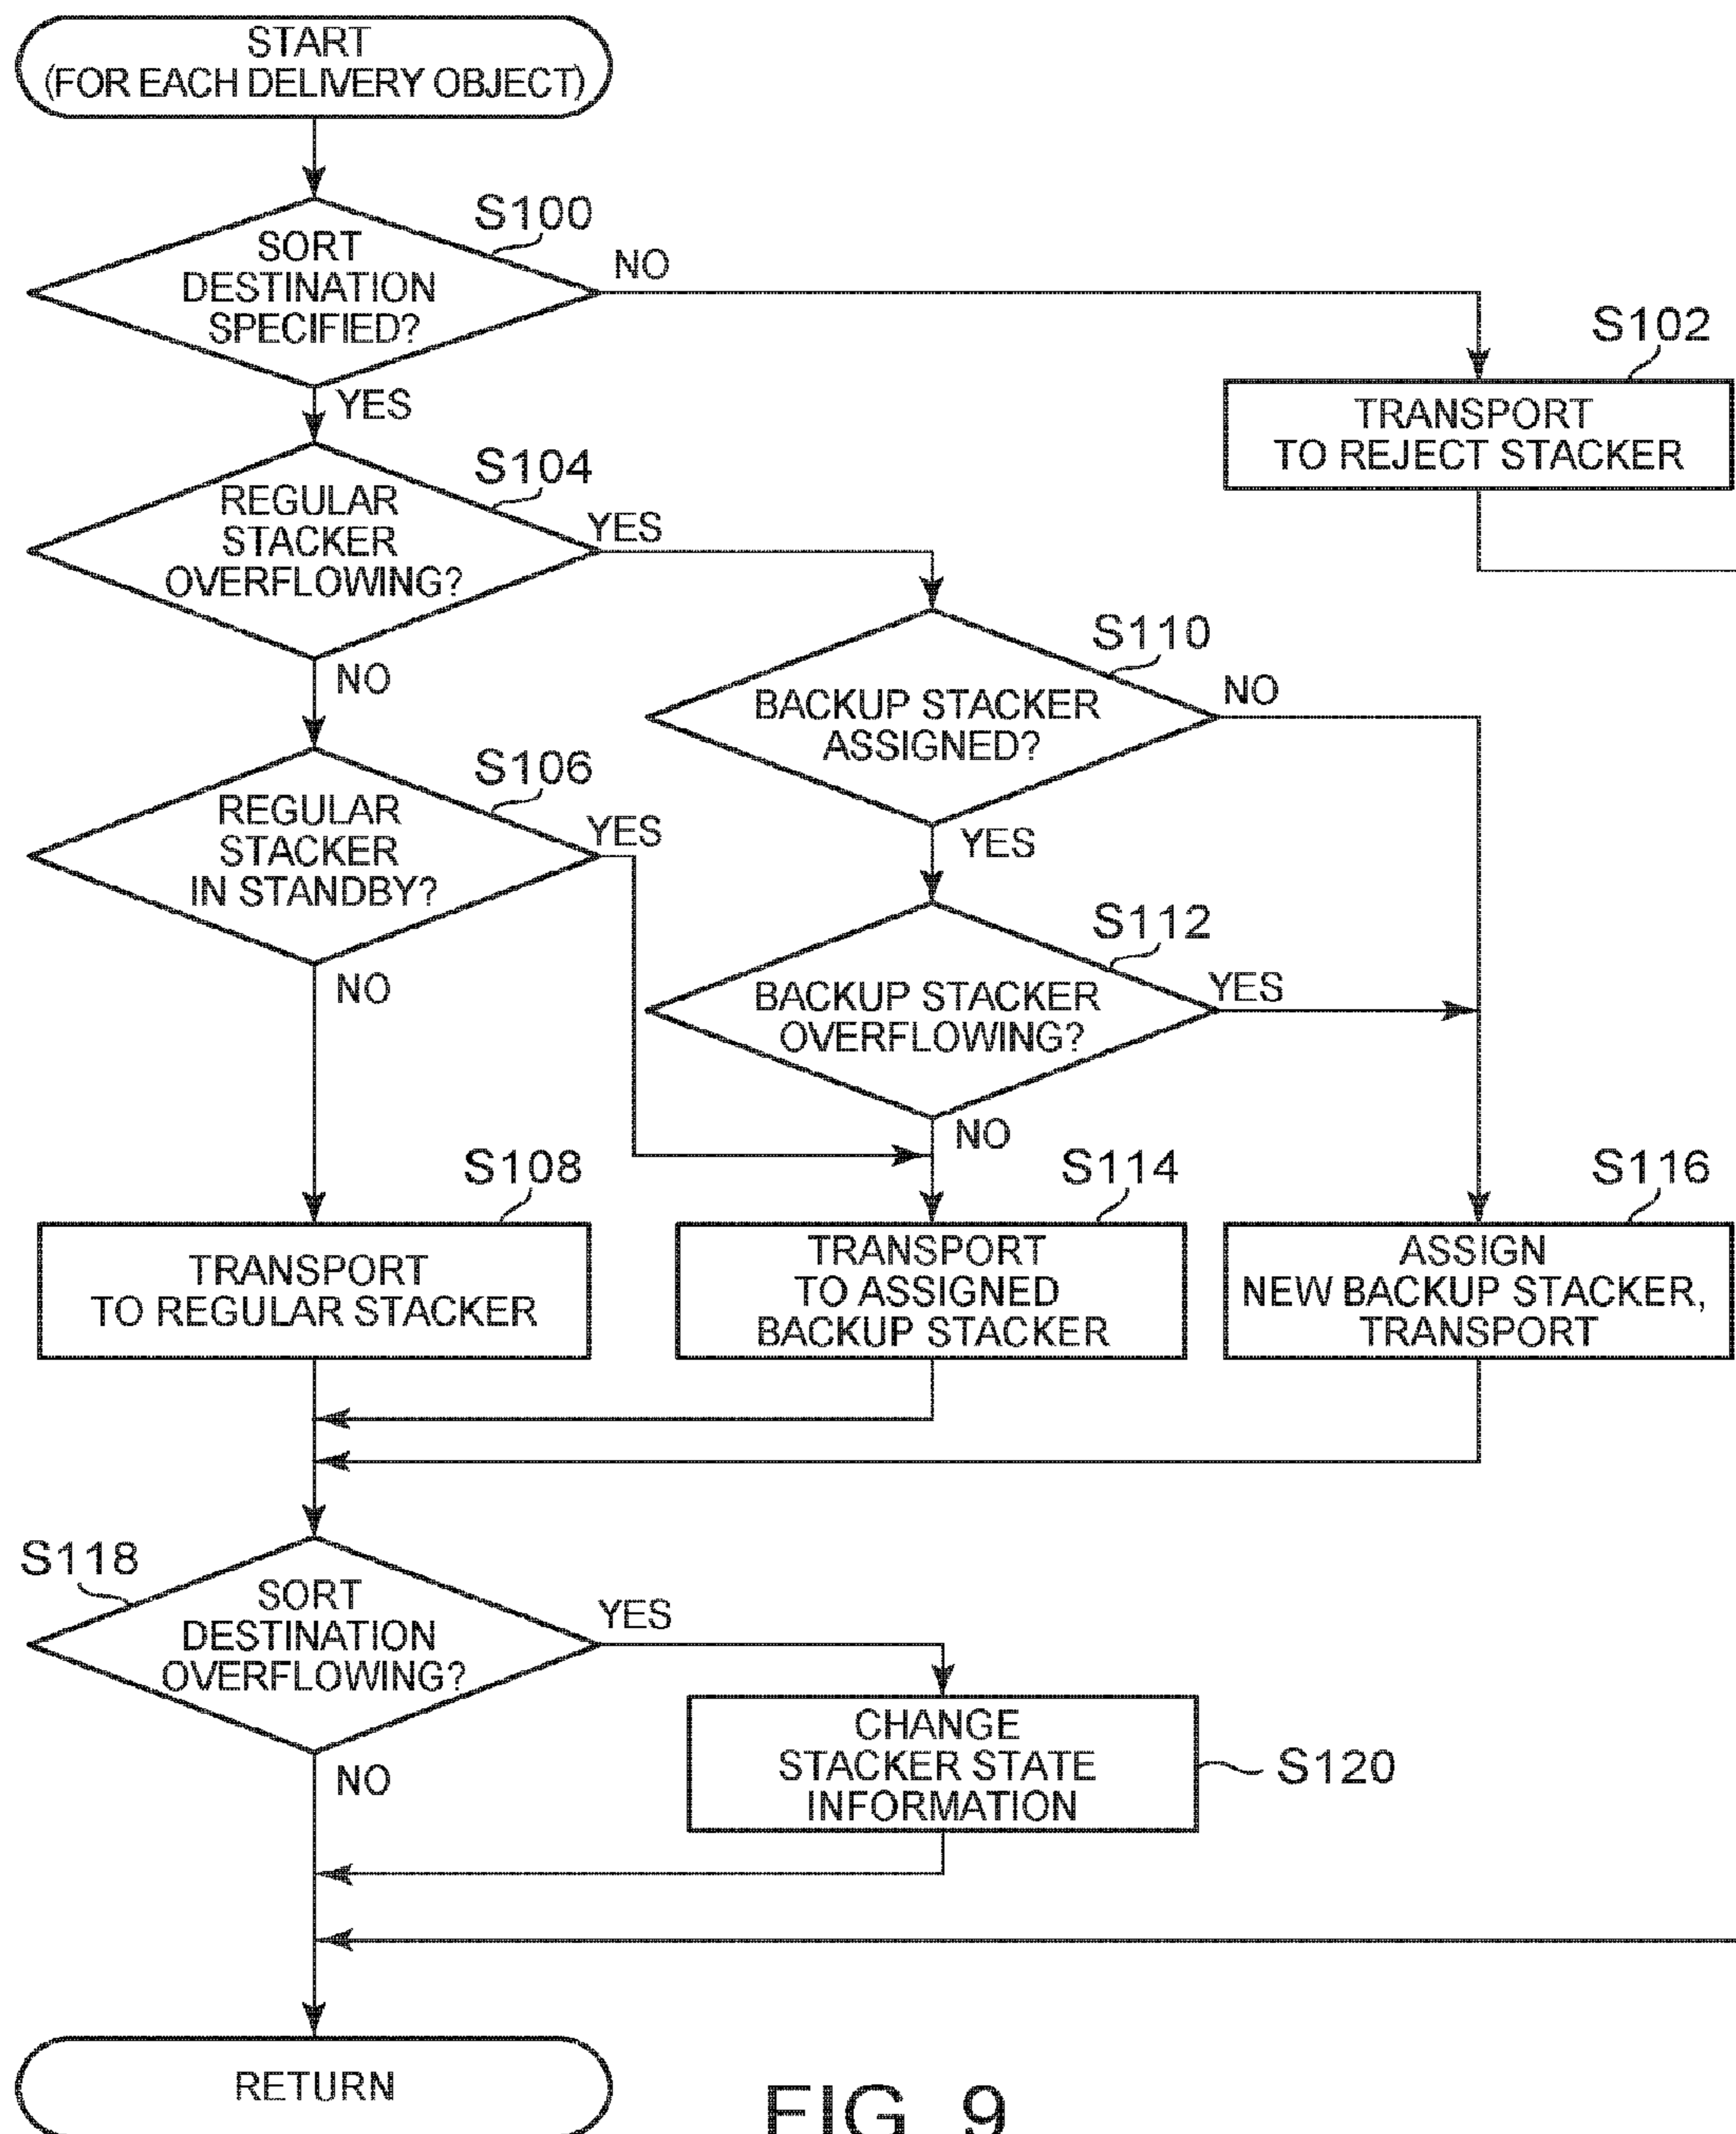 START
(FOR EACH DELIVERY OBJECT)
S100
SORT
DESTINATION
SPECIFIED?
NO
YES
S102
TRANSPORT
TO REJECT STACKER
S104
REGULAR
STACKER
OVERFLOWING?
YES
NO
S110
BACKUP STACKER
ASSIGNED?
NO
YES
S106
REGULAR
STACKER
IN STANDBY?
YES
NO
S112
BACKUP STACKER
OVERFLOWING?
YES
NO
S108
TRANSPORT
TO REGULAR STACKER
S114
TRANSPORT
TO ASSIGNED
BACKUP STACKER
S116
ASSIGN
NEW BACKUP STACKER,
TRANSPORT
S118
SORT
DESTINATION
OVERFLOWING?
YES
NO
CHANGE
STACKER STATE
INFORMATION
S120
RETURN
FIG. 9